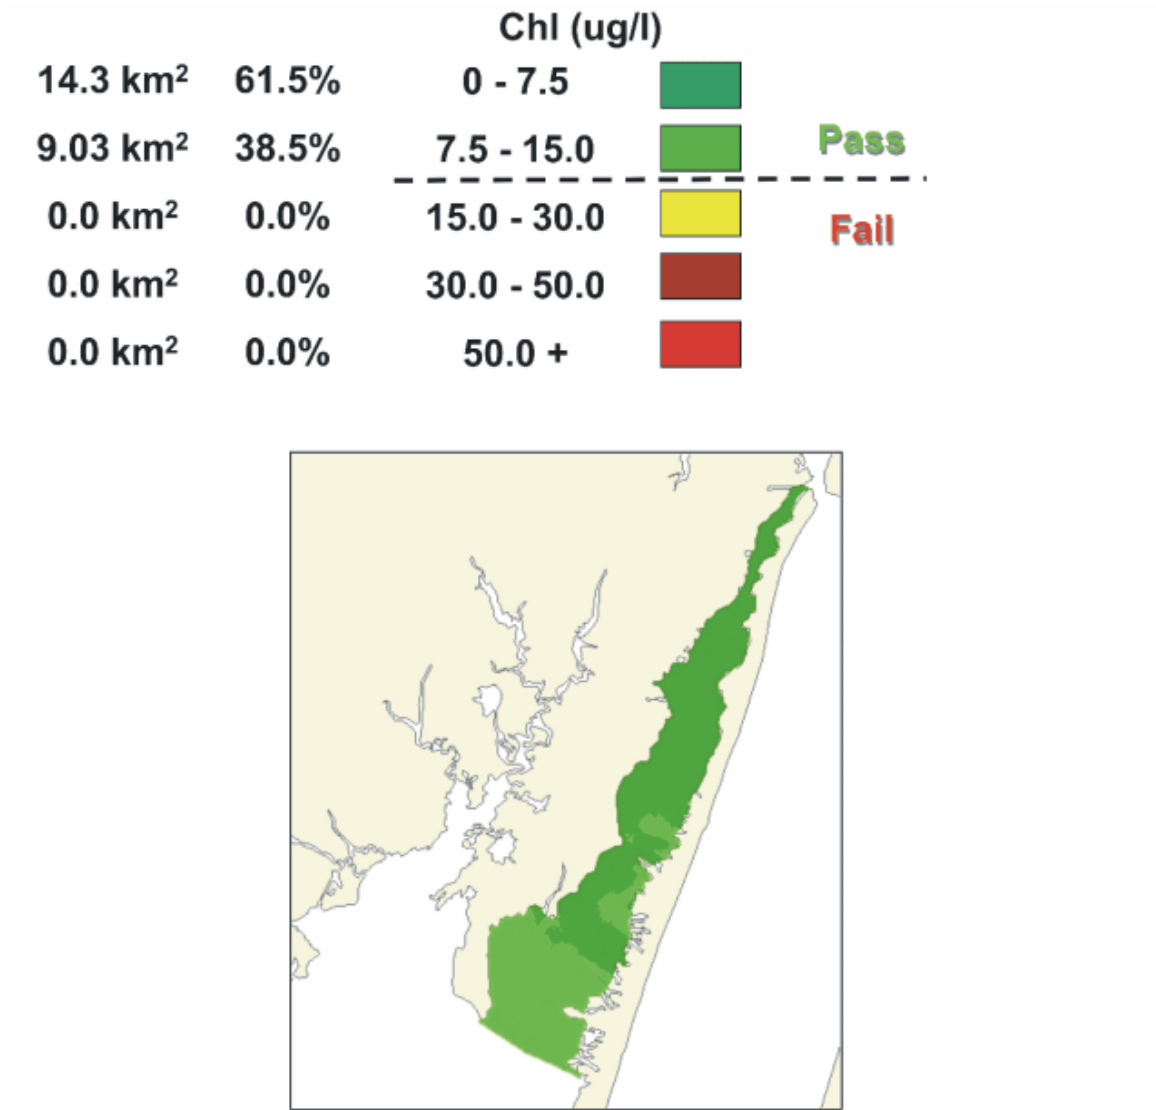 Chl (ug/l)
14.3 km² 61.5% 0 - 7.5
9.03 km² 38.5% 7.5 - 15.0 Pass
0.0 km² 0.0% 15.0 - 30.0 Fail
0.0 km² 0.0% 30.0 - 50.0
0.0 km² 0.0% 50.0 +